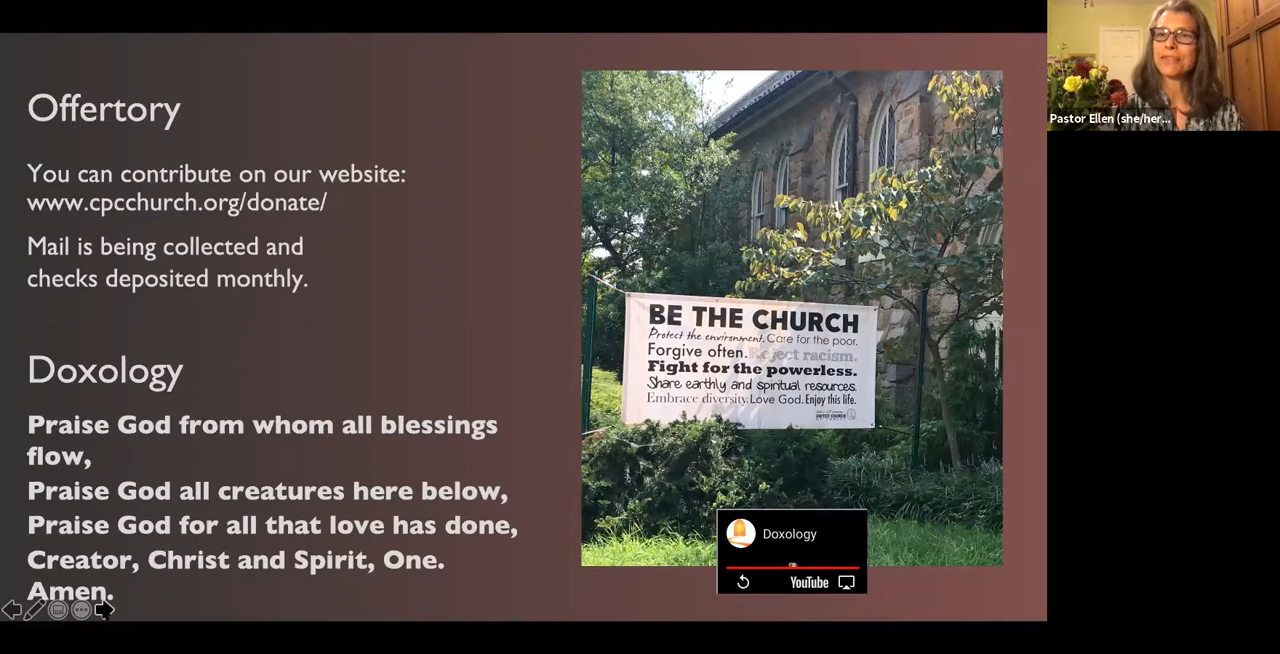 Offertory
You can contribute on our website:
www.cpcchurch.org/donate/
Mail is being collected and
checks deposited monthly.
Doxology
Praise God from whom all blessings
flow,
Praise God all creatures here below,
Praise God for all that love has done,
Creator, Christ and Spirit, One.
Amen.
BE THE CHURCH
Protect the environment. Care for the poor.
Forgive often. Reject racism.
Fight for the powerless.
Share earthly and spiritual resources.
Embrace diversity. Love God. Enjoy this life.
UNITED CHURCH
Doxology
YouTube
Pastor Ellen (she/her...